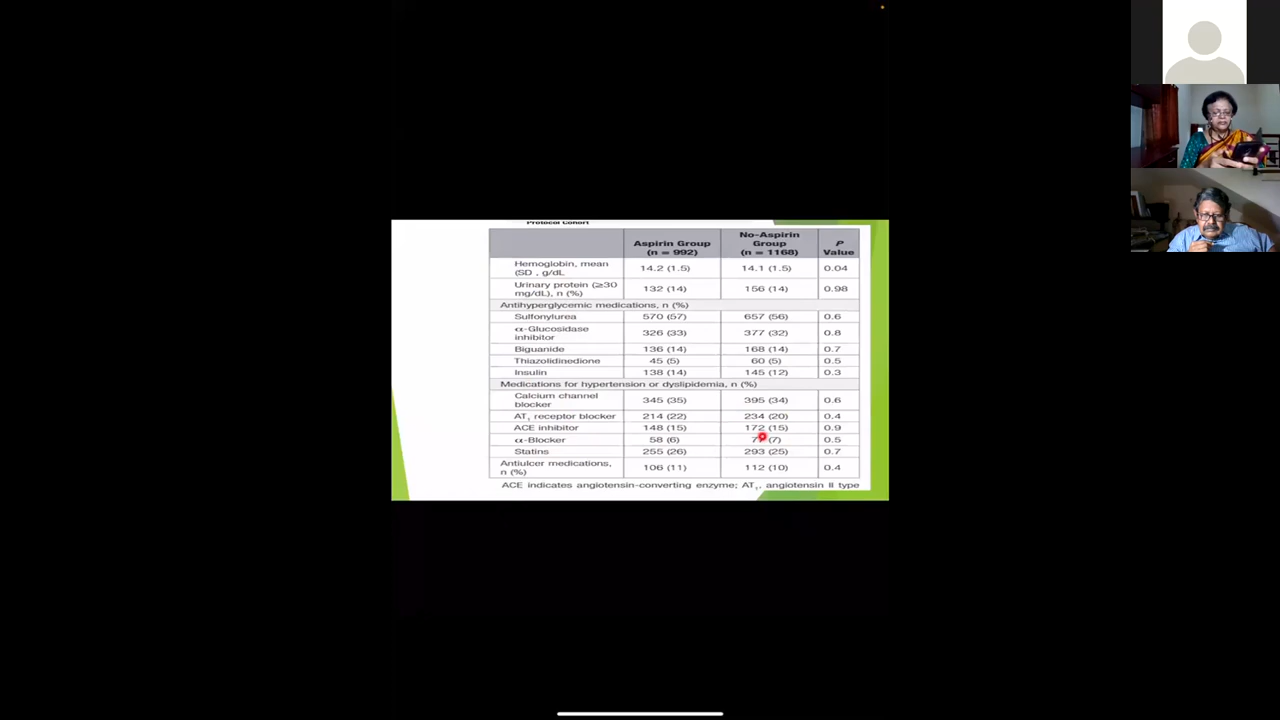 Protocol Cohort
Aspirin Group (n = 992) No-Aspirin Group (n = 1168) P Value
Hemoglobin, mean (SD , g/dL 14.2 (1.5) 14.1 (1.5) 0.04
Urinary protein (≥30 mg/dL), n (%) 132 (14) 156 (14) 0.98
Antihyperglycemic medications, n (%)
Sulfonylurea 570 (57) 657 (56) 0.6
α-Glucosidase inhibitor 326 (33) 377 (32) 0.8
Biguanide 136 (14) 168 (14) 0.7
Thiazolidinedione 45 (5) 60 (5) 0.5
Insulin 138 (14) 145 (12) 0.3
Medications for hypertension or dyslipidemia, n (%)
Calcium channel blocker 345 (35) 395 (34) 0.6
AT₁ receptor blocker 214 (22) 234 (20) 0.4
ACE inhibitor 148 (15) 172 (15) 0.9
α-Blocker 58 (6) (7) 0.5
Statins 255 (26) 293 (25) 0.7
Antiulcer medications, n (%) 106 (11) 112 (10) 0.4
ACE indicates angiotensin-converting enzyme; AT₁, angiotensin II type